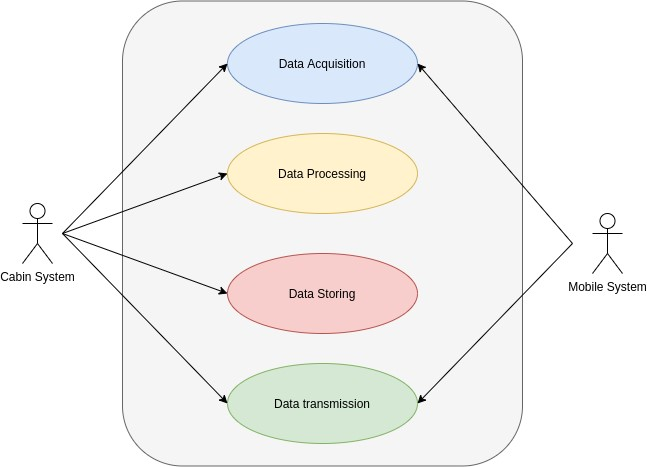 Data Acquisition
Data Processing
Cabin System
Mobile System
Data Storing
Data transmission